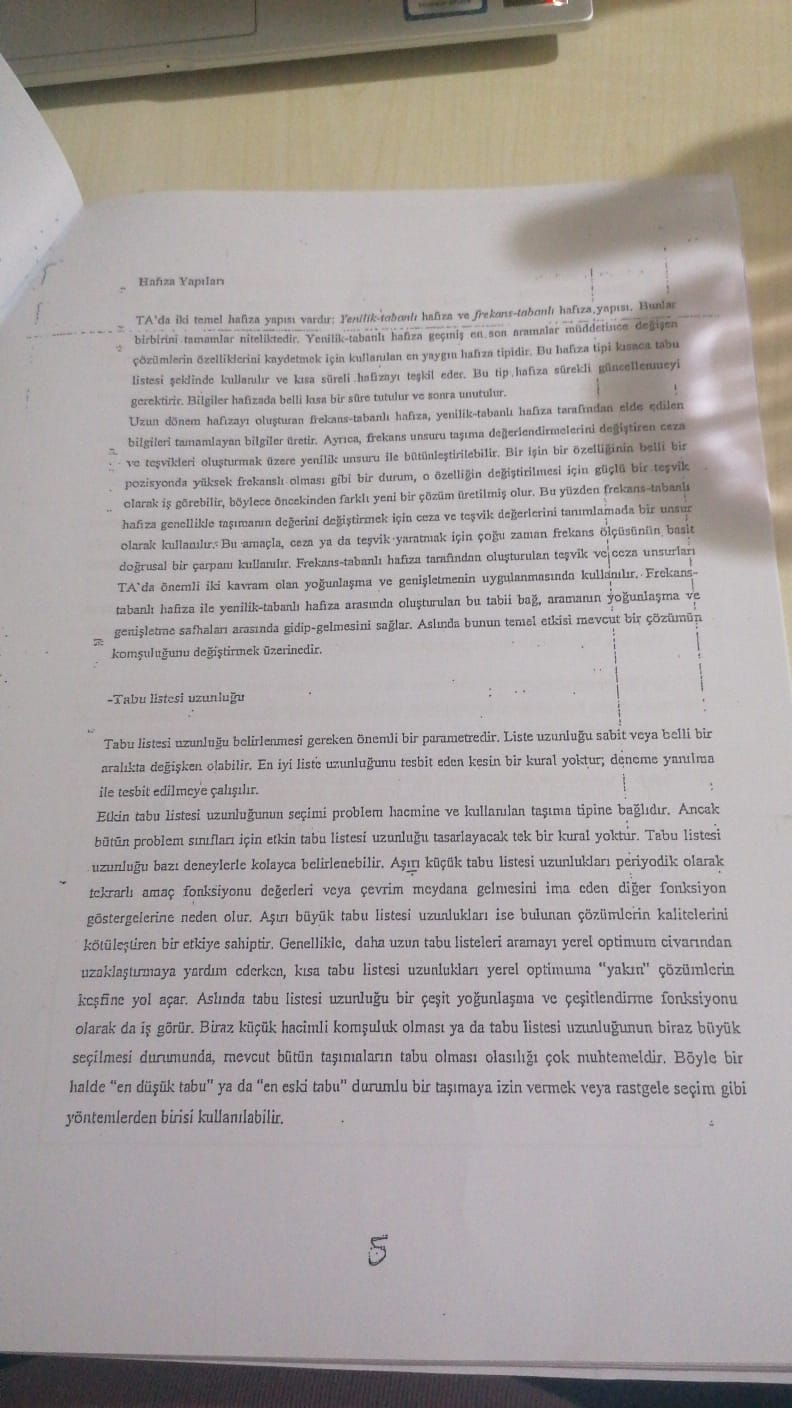 Hafıza Yapıları
TA'da iki temel hafıza yapısı vardır: Yenilik-tabanlı hafıza ve frekans-tabanlı hafıza yapısı. Bunlar
birbirini tamamlar niteliktedir. Yenilik-tabanlı hafıza geçmiş en son aramalar müddetince değişen
çözümlerin özelliklerini kaydetmek için kullanılan en yaygın hafıza tipidir. Bu hafıza tipi kısaca tabu
listesi şeklinde kullanılır ve kısa süreli hafızayı teşkil eder. Bu tip hafıza sürekli güncellenmeyi
gerektirir. Bilgiler hafızada belli kısa bir süre tutulur ve sonra unutulur.
Uzun dönem hafızayı oluşturan frekans-tabanlı hafıza, yenilik-tabanlı hafıza tarafından elde edilen
bilgileri tamamlayan bilgiler üretir. Ayrıca, frekans unsuru taşıma değerlendirmelerini değiştiren ceza
ve teşvikleri oluşturmak üzere yenilik unsuru ile bütünleştirilebilir. Bir işin bir özelliğinin belli bir
pozisyonda yüksek frekanslı olması gibi bir durum, o özelliğin değiştirilmesi için güçlü bir teşvik
olarak iş görebilir, böylece öncekinden farklı yeni bir çözüm üretilmiş olur. Bu yüzden frekans-tabanlı
hafıza genellikle taşımanın değerini değiştirmek için ceza ve teşvik değerlerini tanımlamada bir unsur
olarak kullanılır. Bu amaçla, ceza ya da teşvik yaratmak için çoğu zaman frekans ölçüsünün basit
doğrusal bir çarpanı kullanılır. Frekans-tabanlı hafıza tarafından oluşturulan teşvik ve ceza unsurları
TA'da önemli iki kavram olan yoğunlaşma ve genişletmenin uygulanmasında kullanılır. Frekans-
tabanlı hafıza ile yenilik-tabanlı hafıza arasında oluşturulan bu tabii bağ, aramanın yoğunlaşma ve
genişletme safhaları arasında gidip-gelmesini sağlar. Aslında bunun temel etkisi mevcut bir çözümün
komşuluğunu değiştirmek üzerinedir.
-Tabu listesi uzunluğu
Tabu listesi uzunluğu belirlenmesi gereken önemli bir parametredir. Liste uzunluğu sabit veya belli bir
aralıkta değişken olabilir. En iyi liste uzunluğunu tesbit eden kesin bir kural yoktur; deneme yanılma
ile tesbit edilmeye çalışılır.
Etkin tabu listesi uzunluğunun seçimi problem hacmine ve kullanılan taşıma tipine bağlıdır. Ancak
bütün problem sınıfları için etkin tabu listesi uzunluğu tasarlayacak tek bir kural yoktur. Tabu listesi
uzunluğu bazı deneylerle kolayca belirlenebilir. Aşırı küçük tabu listesi uzunlukları periyodik olarak
tekrarlı amaç fonksiyonu değerleri veya çevrim meydana gelmesini ima eden diğer fonksiyon
göstergelerine neden olur. Aşırı büyük tabu listesi uzunlukları ise bulunan çözümlerin kalitelerini
kötüleştiren bir etkiye sahiptir. Genellikle, daha uzun tabu listeleri aramayı yerel optimum civarından
uzaklaştırmaya yardım ederken, kısa tabu listesi uzunlukları yerel optimuma "yakın" çözümlerin
keşfine yol açar. Aslında tabu listesi uzunluğu bir çeşit yoğunlaşma ve çeşitlendirme fonksiyonu
olarak da iş görür. Biraz küçük hacimli komşuluk olması ya da tabu listesi uzunluğunun biraz büyük
seçilmesi durumunda, mevcut bütün taşımaların tabu olması olasılığı çok muhtemeldir. Böyle bir
halde "en düşük tabu" ya da "en eski tabu" durumlu bir taşımaya izin vermek veya rastgele seçim gibi
yöntemlerden birisi kullanılabilir.
5